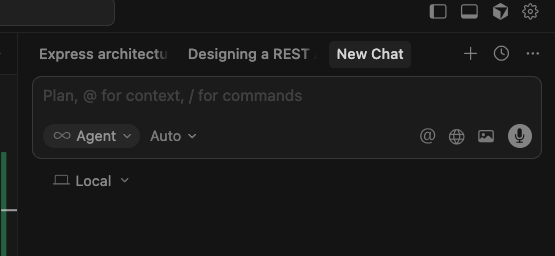 Express architectu Designing a REST New Chat
Plan, @ for context, / for commands
Agent Auto @
Local